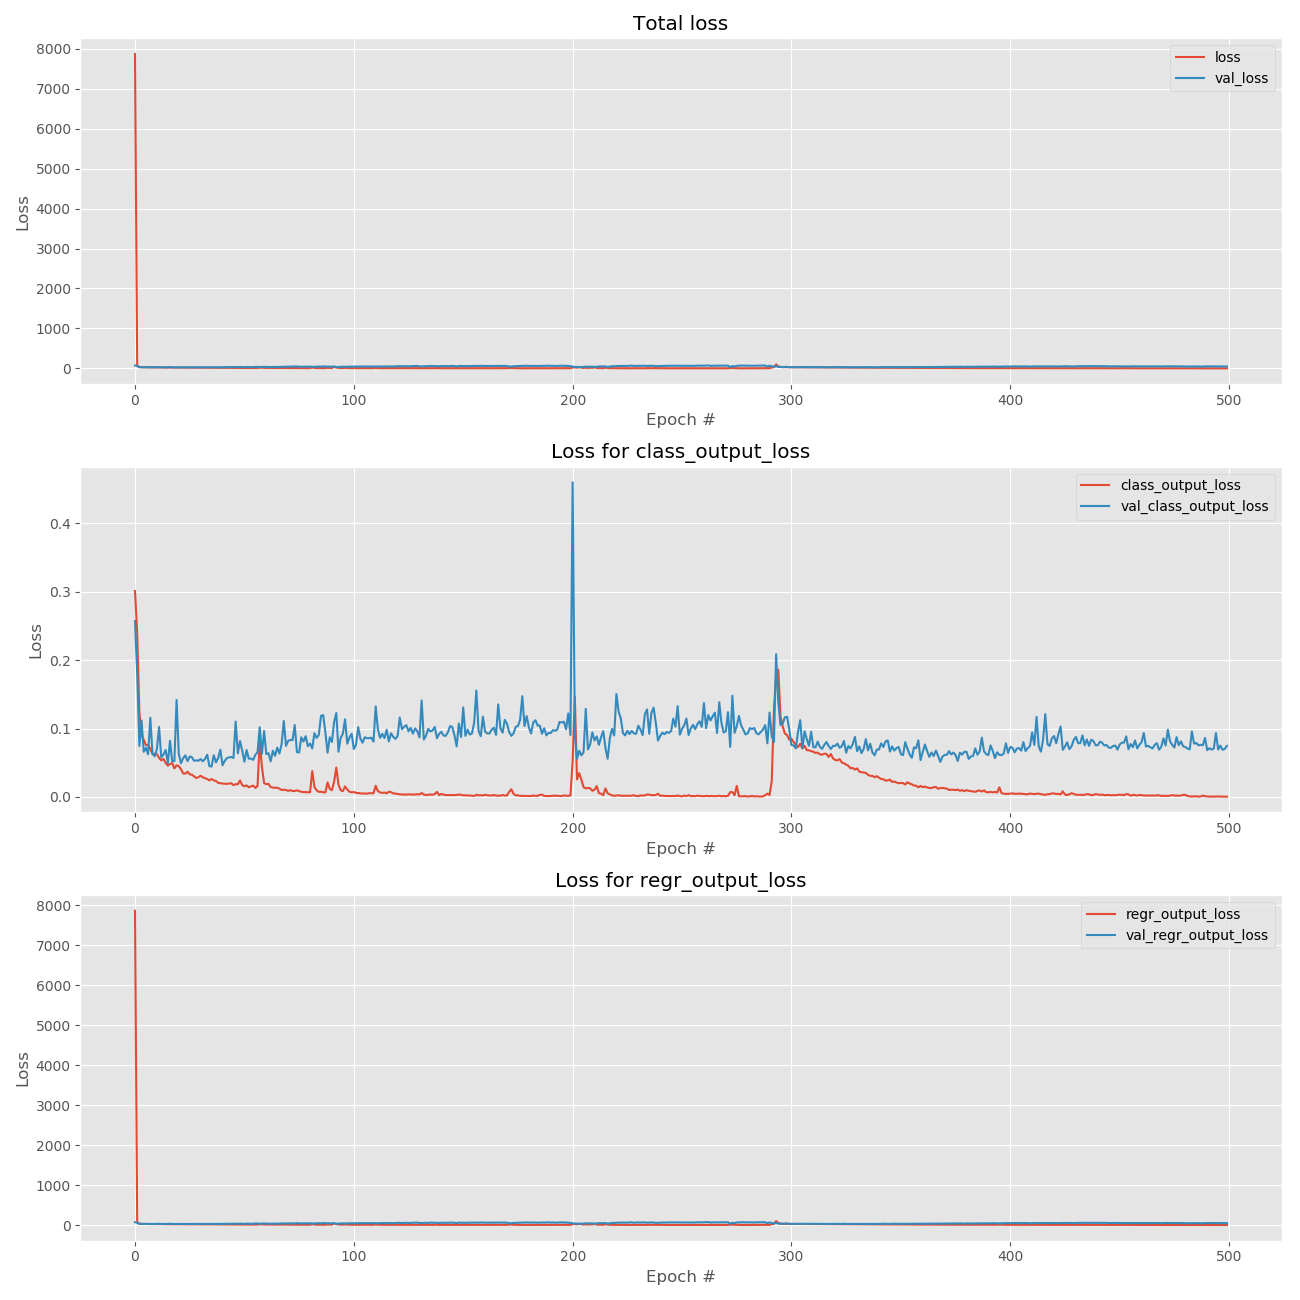 Total loss
8000
7000
6000
5000
4000
3000
2000
1000
0
Loss
loss
val_loss
0 100 200 300 400 500
Epoch #
Loss for class_output_loss
0.4
0.3
0.2
0.1
0.0
Loss
class_output_loss
val_class_output_loss
0 100 200 300 400 500
Epoch #
Loss for regr_output_loss
8000
7000
6000
5000
4000
3000
2000
1000
0
Loss
regr_output_loss
val_regr_output_loss
0 100 200 300 400 500
Epoch #